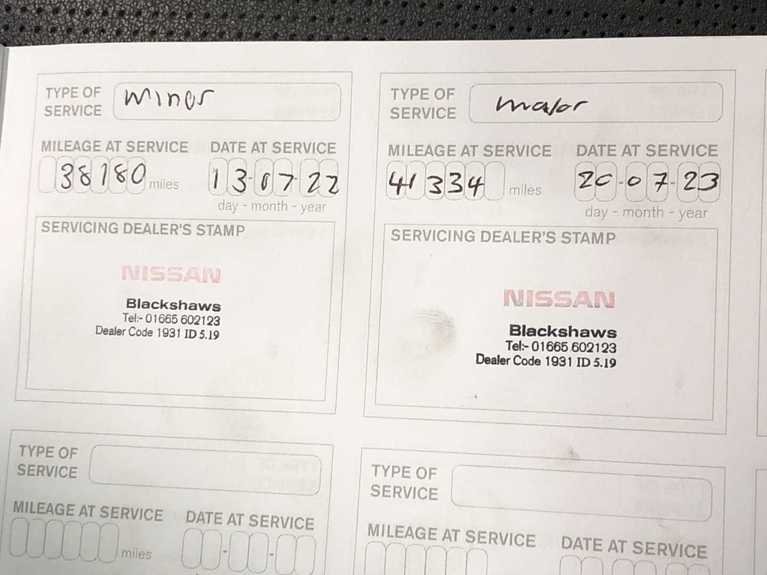 TYPE OF SERVICE Minor
MILEAGE AT SERVICE DATE AT SERVICE
38180 miles 13-07-22
day - month - year
SERVICING DEALER'S STAMP
NISSAN
Blackshaws
Tel:- 01665 602123
Dealer Code 1931 ID 5.19
TYPE OF SERVICE Major
MILEAGE AT SERVICE DATE AT SERVICE
41334 miles 20-07-23
day - month - year
SERVICING DEALER'S STAMP
NISSAN
Blackshaws
Tel:- 01665 602123
Dealer Code 1931 ID 5.19
TYPE OF SERVICE
MILEAGE AT SERVICE DATE AT SERVICE
miles
TYPE OF SERVICE
MILEAGE AT SERVICE DATE AT SERVICE